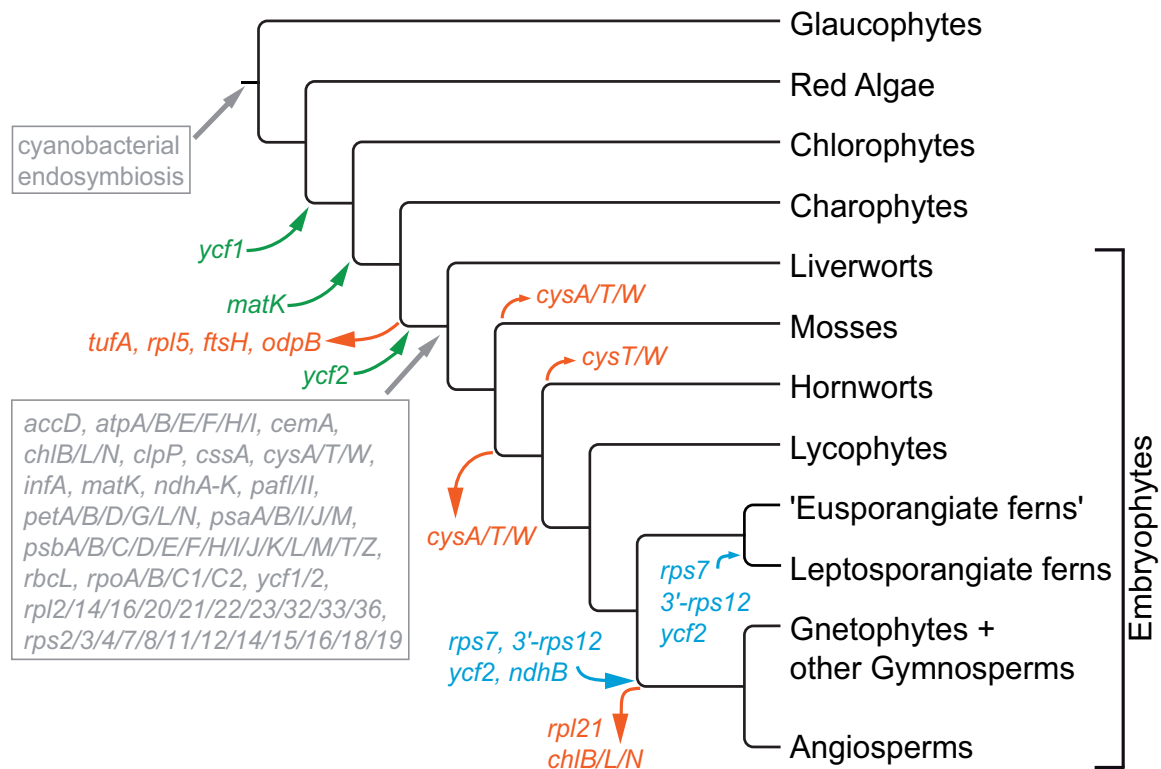 Glaucophytes
Red Algae
cyanobacterial
endosymbiosis
Chlorophytes
Charophytes
ycf1
Liverworts
matK
cysA/T/W
Mosses
tufA, rpl5, ftsH, odpB
cysT/W
ycf2
Hornworts
accD, atpA/B/E/F/H/I, cemA,
chlB/L/N, clpP, cssA, cysA/T/W,
infA, matK, ndhA-K, pafI/II,
petA/B/D/G/L/N, psaA/B/I/J/M,
psbA/B/C/D/E/F/H/I/J/K/L/M/T/Z,
rbcL, rpoA/B/C1/C2, ycf1/2,
rpl2/14/16/20/21/22/23/32/33/36,
rps2/3/4/7/8/11/12/14/15/16/18/19
Lycophytes
cysA/T/W
'Eusporangiate ferns'
Leptosporangiate ferns
rps7
3'-rps12
ycf2
Gnetophytes +
other Gymnosperms
rps7, 3'-rps12
ycf2, ndhB
rpl21
chlB/L/N
Angiosperms
Embryophytes